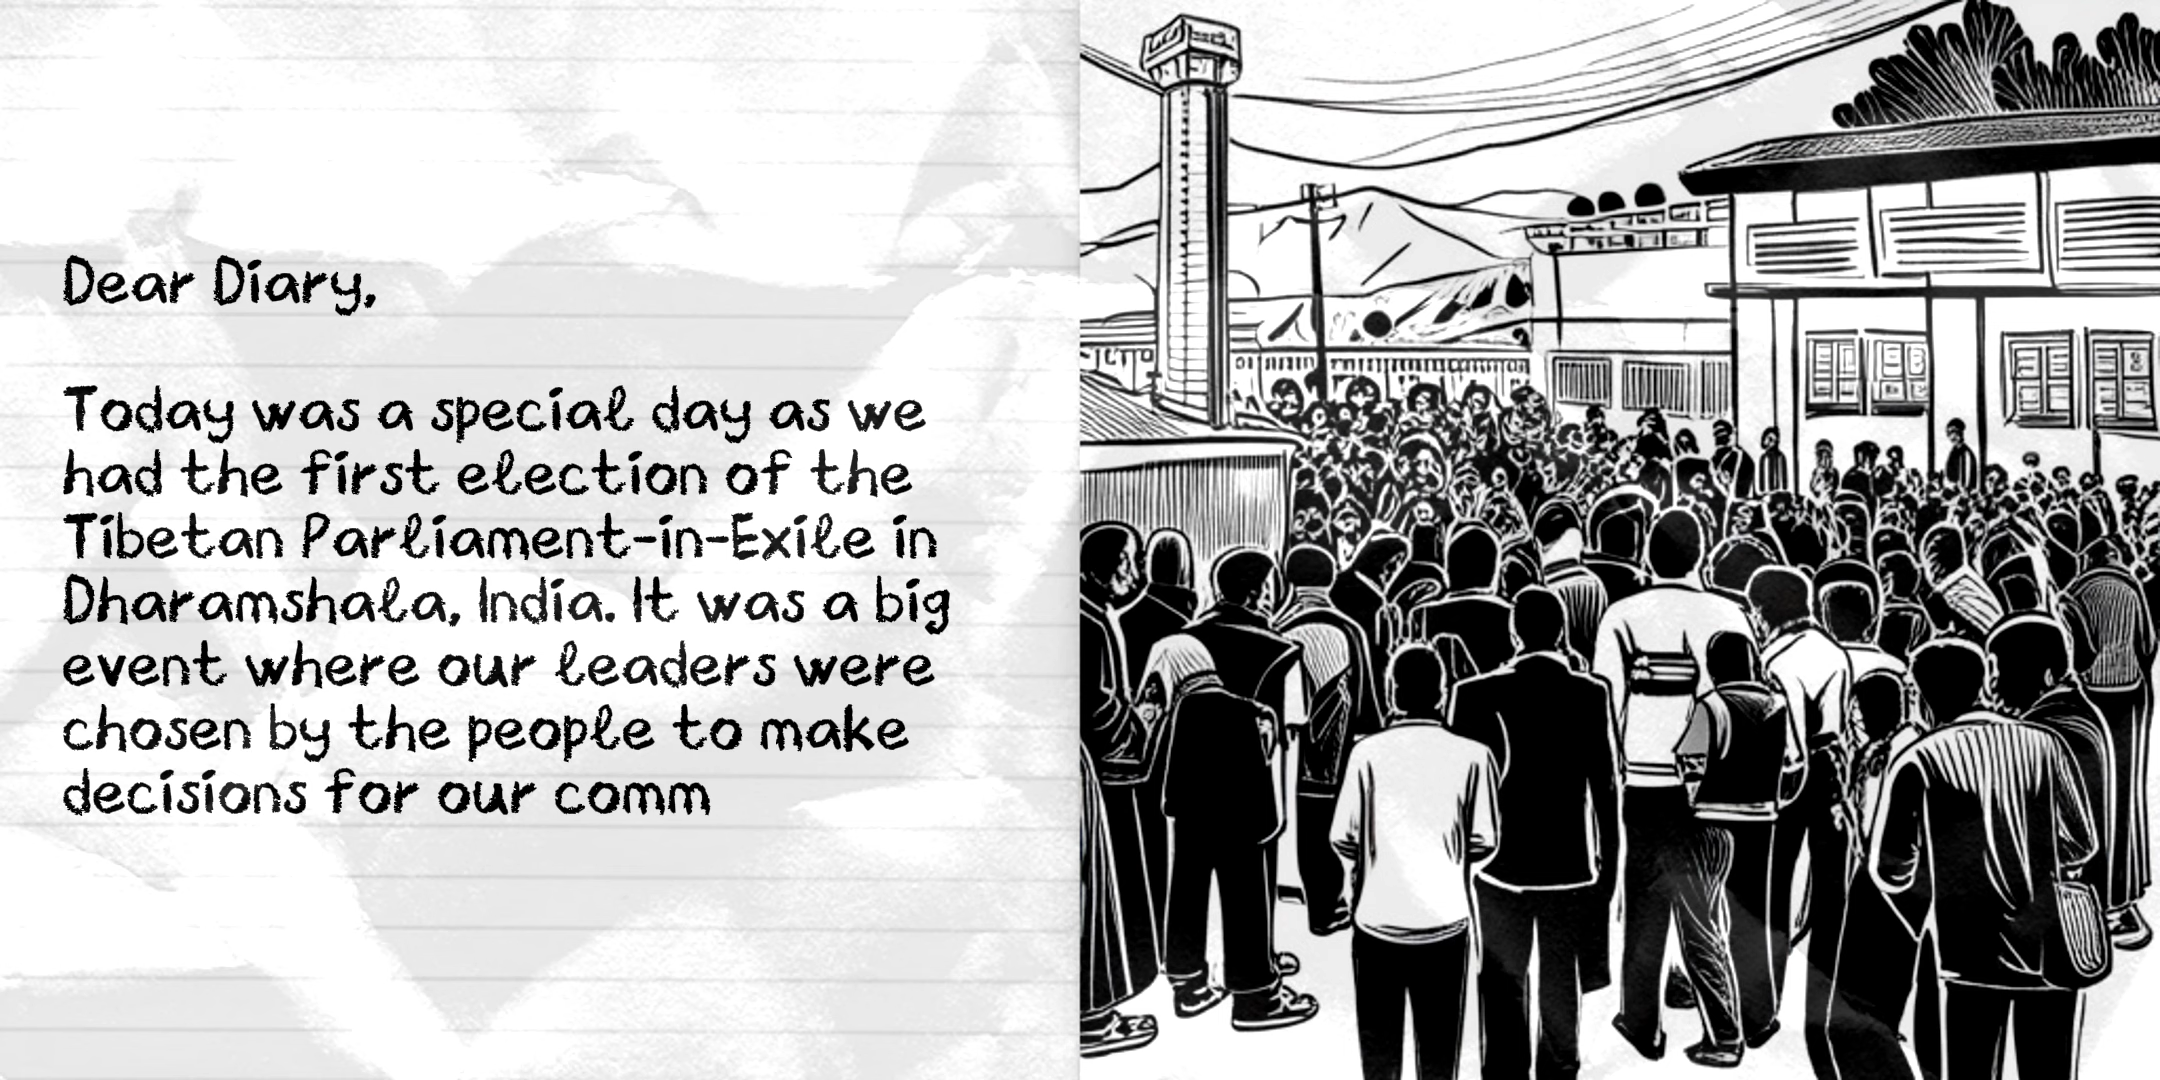 Dear Diary,
Today was a special day as we
had the first election of the
Tibetan Parliament-in-Exile in
Dharamshala, India. It was a big
event where our leaders were
chosen by the people to make
decisions for our comm